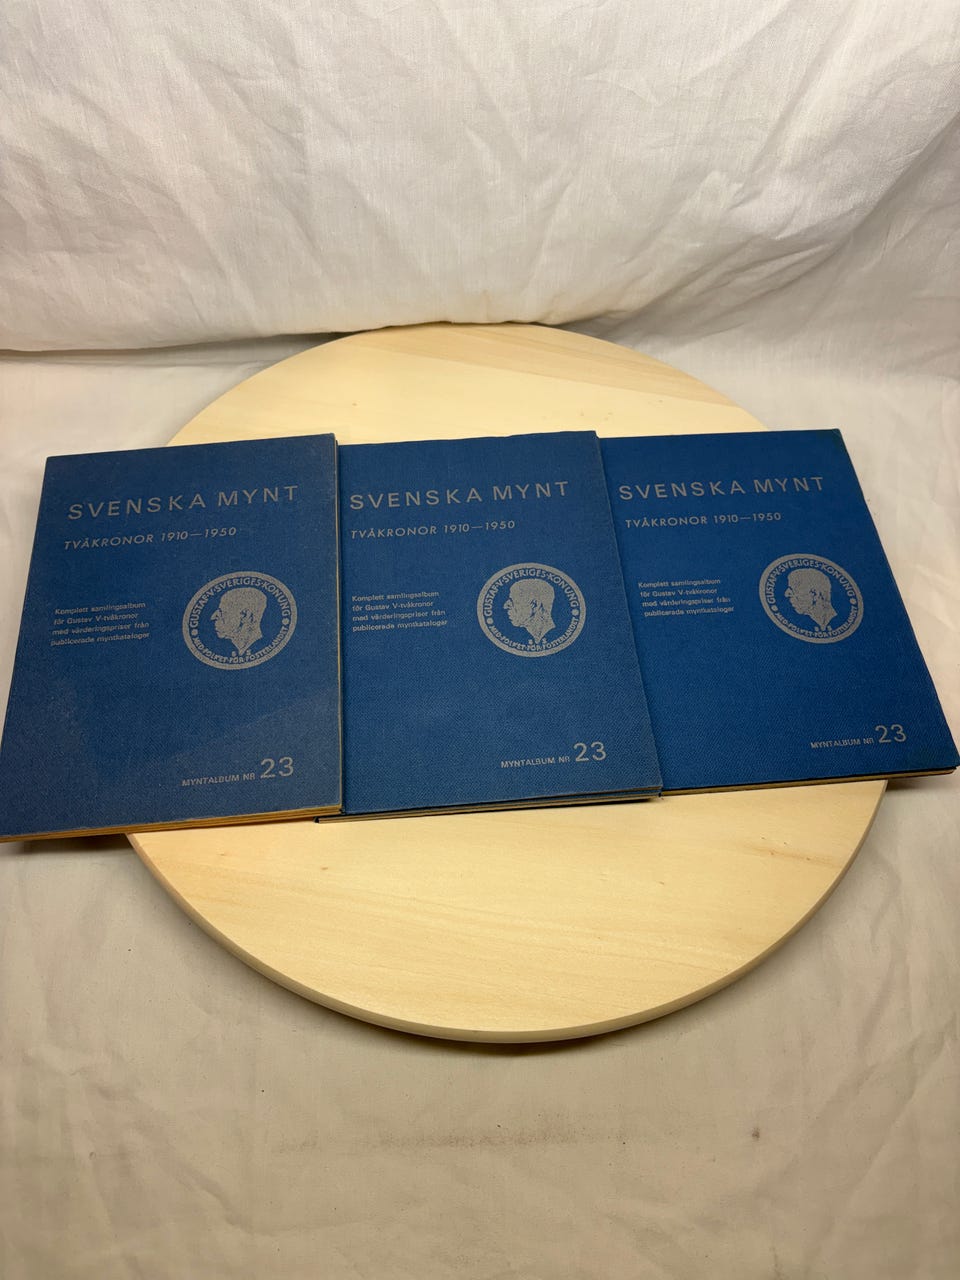 SVENSKA MYNT
TVÅKRONOR 1910—1950
Komplett samlingsalbum
för Gustav V-tvåkronor
med värderingspriser från
publicerade myntkataloger
GUSTAF·V·SVERIGES·KONUNG
MED·FOLKET·FÖR·FOSTERLANDET
MYNTALBUM NR 23
SVENSKA MYNT
TVÅKRONOR 1910—1950
Komplett samlingsalbum
för Gustav V-tvåkronor
med värderingspriser från
publicerade myntkataloger
GUSTAF·V·SVERIGES·KONUNG
MED·FOLKET·FÖR·FOSTERLANDET
MYNTALBUM NR 23
SVENSKA MYNT
TVÅKRONOR 1910—1950
Komplett samlingsalbum
för Gustav V-tvåkronor
med värderingspriser från
publicerade myntkataloger
GUSTAF·V·SVERIGES·KONUNG
MED·FOLKET·FÖR·FOSTERLANDET
MYNTALBUM NR 23